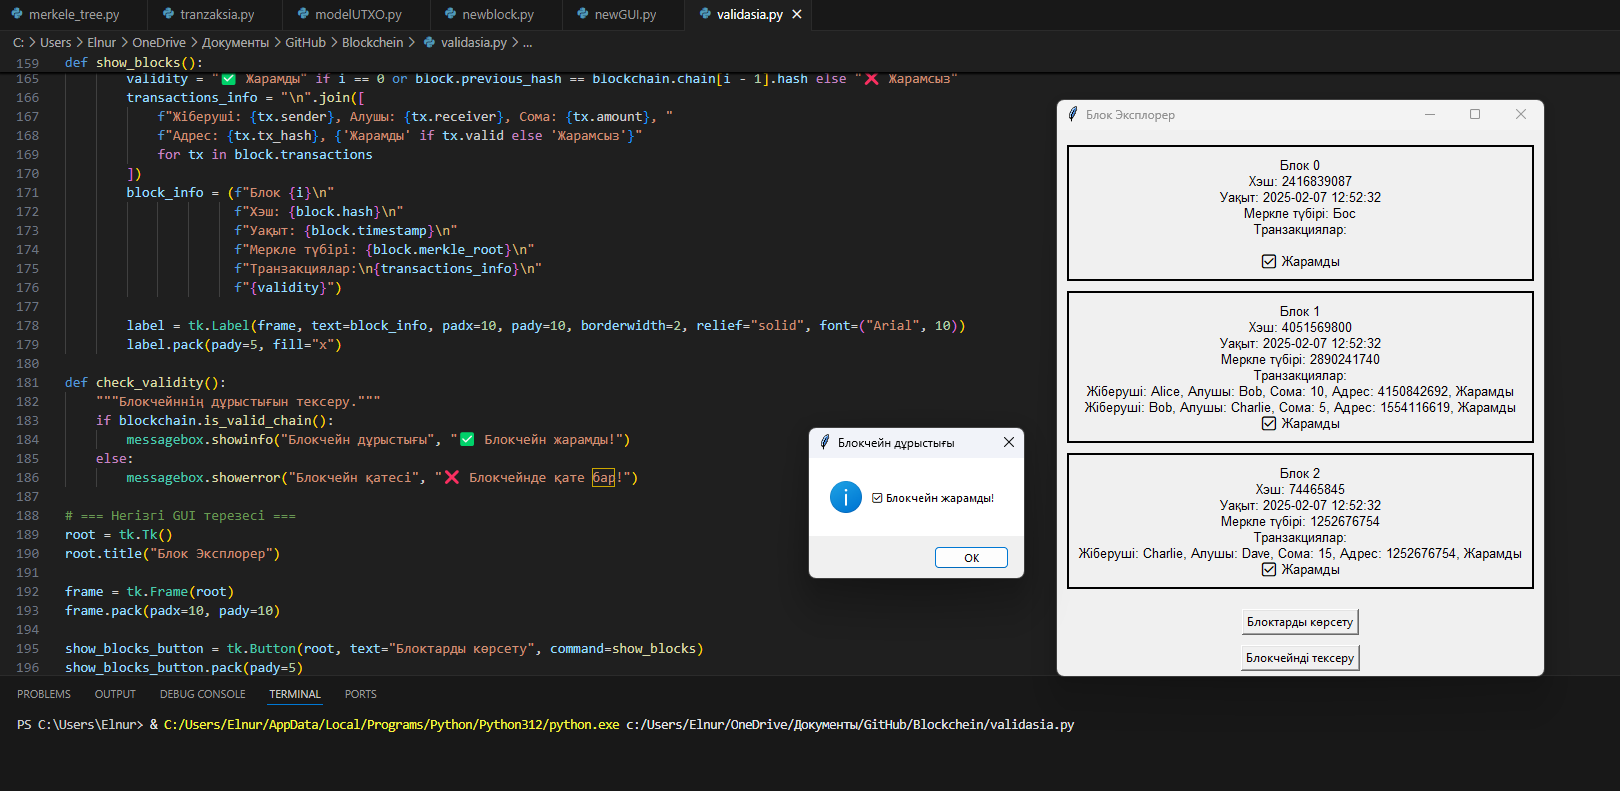 merkele_tree.py tranzaksia.py modelUTXO.py newblock.py newGUI.py validasia.py
C: > Users > Elnur > OneDrive > Документы > GitHub > Blockchein > validasia.py > ...
159 def show_blocks():
165 validity = "✅ Жарамды" if i == 0 or block.previous_hash == blockchain.chain[i - 1].hash else "❌ Жарамсыз"
166 transactions_info = "\n".join([
167 f"Жіберуші: {tx.sender}, Алушы: {tx.receiver}, Сома: {tx.amount}, "
168 f"Адрес: {tx.tx_hash}, {'Жарамды' if tx.valid else 'Жарамсыз'}"
169 for tx in block.transactions
170 ])
171 block_info = (f"Блок {i}\n"
172 f"Хэш: {block.hash}\n"
173 f"Уақыт: {block.timestamp}\n"
174 f"Меркле түбірі: {block.merkle_root}\n"
175 f"Транзакциялар:\n{transactions_info}\n"
176 f"{validity}")
177
178 label = tk.Label(frame, text=block_info, padx=10, pady=10, borderwidth=2, relief="solid", font=("Arial", 10))
179 label.pack(pady=5, fill="x")
180
181 def check_validity():
182 """Блокчейннің дұрыстығын тексеру."""
183 if blockchain.is_valid_chain():
184 messagebox.showinfo("Блокчейн дұрыстығы", "✅ Блокчейн жарамды!")
185 else:
186 messagebox.showerror("Блокчейн қатесі", "❌ Блокчейнде қате бар!")
187
188 # === Негізгі GUI терезесі ===
189 root = tk.Tk()
190 root.title("Блок Эксплорер")
191
192 frame = tk.Frame(root)
193 frame.pack(padx=10, pady=10)
194
195 show_blocks_button = tk.Button(root, text="Блоктарды көрсету", command=show_blocks)
196 show_blocks_button.pack(pady=5)
Блокчейн дұрыстығы
☑ Блокчейн жарамды!
OK
Блок Эксплорер
Блок 0
Хэш: 2416839087
Уақыт: 2025-02-07 12:52:32
Меркле түбірі: Бос
Транзакциялар:
☑ Жарамды
Блок 1
Хэш: 4051569800
Уақыт: 2025-02-07 12:52:32
Меркле түбірі: 2890241740
Транзакциялар:
Жіберуші: Alice, Алушы: Bob, Сома: 10, Адрес: 4150842692, Жарамды
Жіберуші: Bob, Алушы: Charlie, Сома: 5, Адрес: 1554116619, Жарамды
☑ Жарамды
Блок 2
Хэш: 74465845
Уақыт: 2025-02-07 12:52:32
Меркле түбірі: 1252676754
Транзакциялар:
Жіберуші: Charlie, Алушы: Dave, Сома: 15, Адрес: 1252676754, Жарамды
☑ Жарамды
Блоктарды көрсету
Блокчейнді тексеру
PROBLEMS OUTPUT DEBUG CONSOLE TERMINAL PORTS
PS C:\Users\Elnur> & C:/Users/Elnur/AppData/Local/Programs/Python/Python312/python.exe c:/Users/Elnur/OneDrive/Документы/GitHub/Blockchein/validasia.py